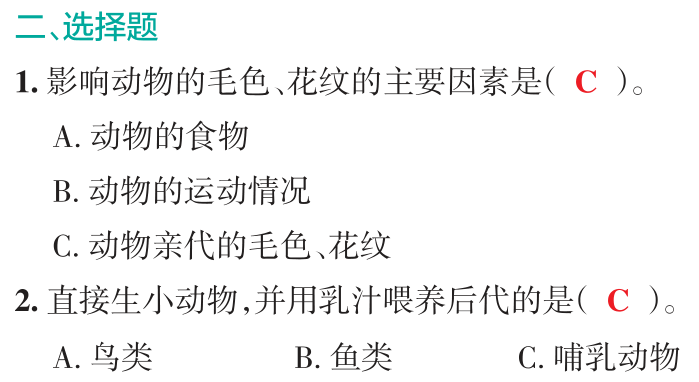 二、选择题
1. 影响动物的毛色、花纹的主要因素是( C )。
A. 动物的食物
B. 动物的运动情况
C. 动物亲代的毛色、花纹
2. 直接生小动物,并用乳汁喂养后代的是( C )。
A. 鸟类 B. 鱼类 C. 哺乳动物